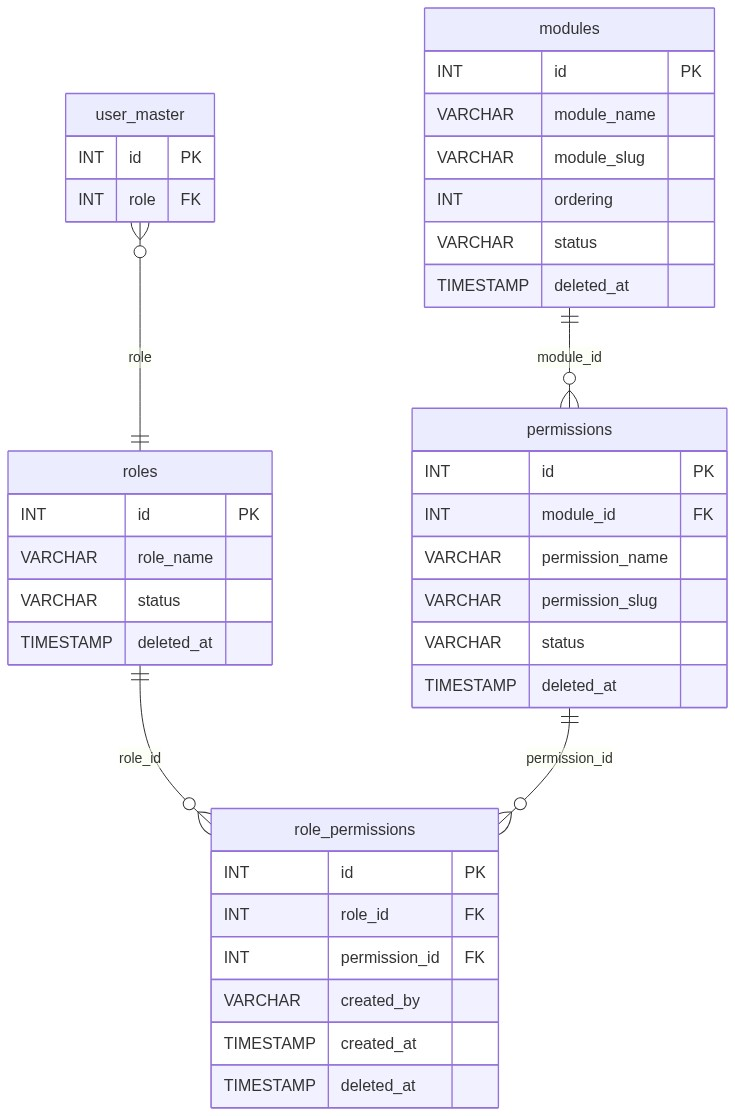 modules
INT id PK
VARCHAR module_name
VARCHAR module_slug
INT ordering
VARCHAR status
TIMESTAMP deleted_at
user_master
INT id PK
INT role FK
role
module_id
roles
INT id PK
VARCHAR role_name
VARCHAR status
TIMESTAMP deleted_at
permissions
INT id PK
INT module_id FK
VARCHAR permission_name
VARCHAR permission_slug
VARCHAR status
TIMESTAMP deleted_at
role_id
permission_id
role_permissions
INT id PK
INT role_id FK
INT permission_id FK
VARCHAR created_by
TIMESTAMP created_at
TIMESTAMP deleted_at